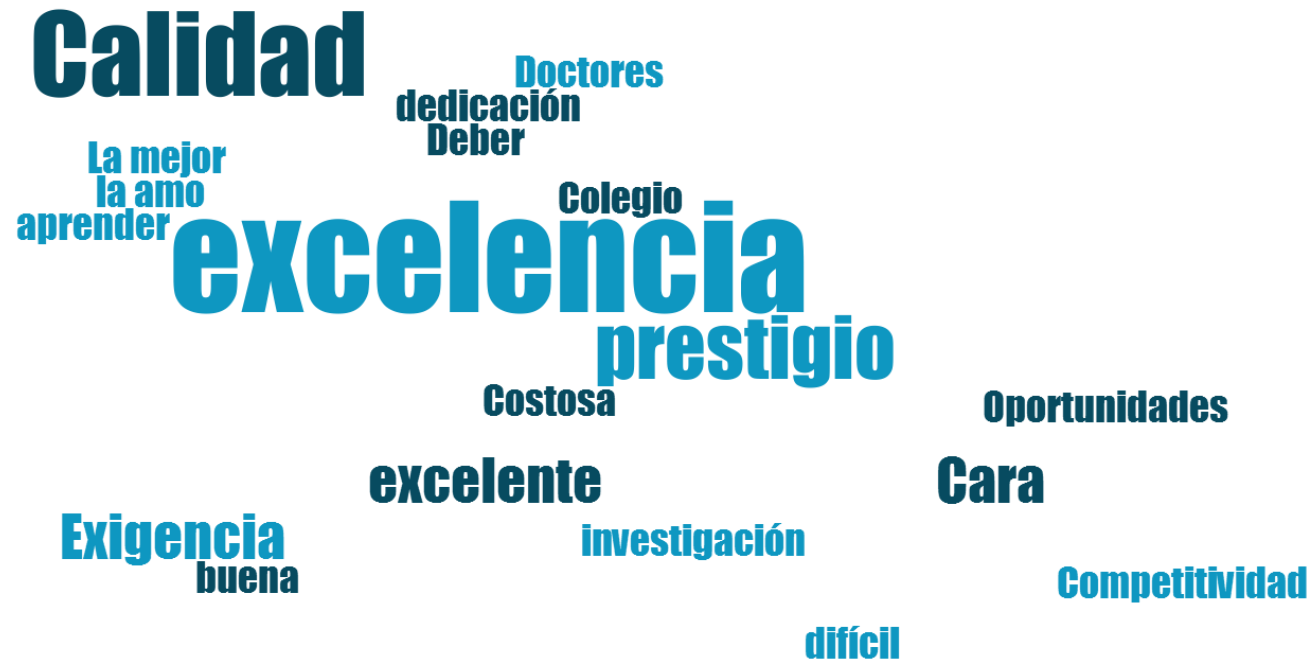 Calidad
Doctores
dedicación
Deber
La mejor
la amo
aprender
Colegio
excelencia
prestigio
Costosa
Oportunidades
excelente
Cara
Exigencia
investigación
buena
Competitividad
difícil